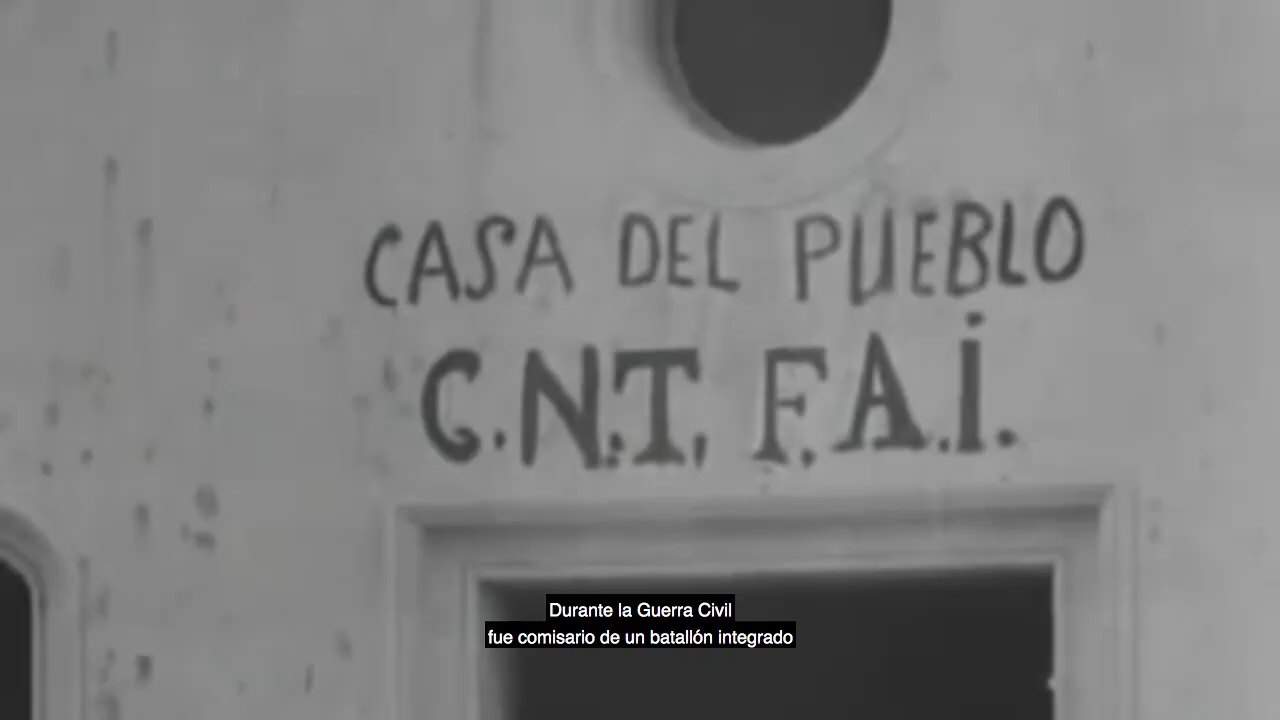 CASA DEL PUEBLO
C.N.T. F.A.I.
Durante la Guerra Civil
fue comisario de un batallón integrado